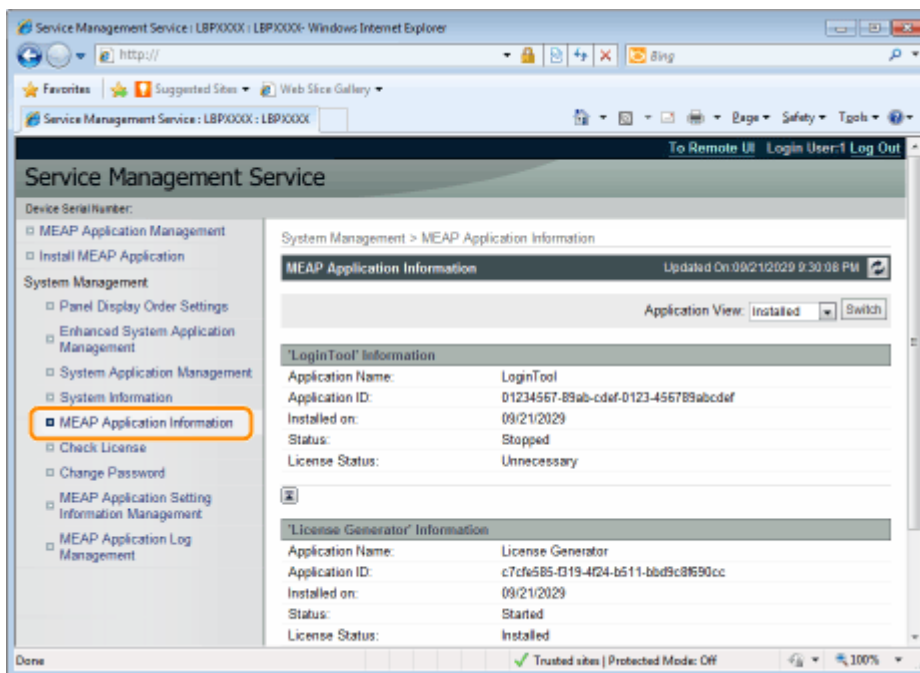 Service Management Service : LBPXXXX : LBPXXXX- Windows Internet Explorer
http://
Bing
Favorites Suggested Sites Web Slice Gallery
Service Management Service : LBPXXXX : LBPXXXX
Page Safety Tools
To Remote UI Login User:1 Log Out
Service Management Service
Device Serial Number:
MEAP Application Management
Install MEAP Application
System Management
Panel Display Order Settings
Enhanced System Application
Management
System Application Management
System Information
MEAP Application Information
Check License
Change Password
MEAP Application Setting
Information Management
MEAP Application Log
Management
System Management > MEAP Application Information
MEAP Application Information Updated On:09/21/2029 9:30:08 PM
Application View: Installed Switch
'LoginTool' Information
Application Name: LoginTool
Application ID: 01234567-89ab-cdef-0123-456789abcdef
Installed on: 09/21/2029
Status: Stopped
License Status: Unnecessary
'License Generator' Information
Application Name: License Generator
Application ID: c7cfe585-f319-4f24-b511-bbd9c8f690cc
Installed on: 09/21/2029
Status: Started
License Status: Installed
Done Trusted sites | Protected Mode: Off 100%